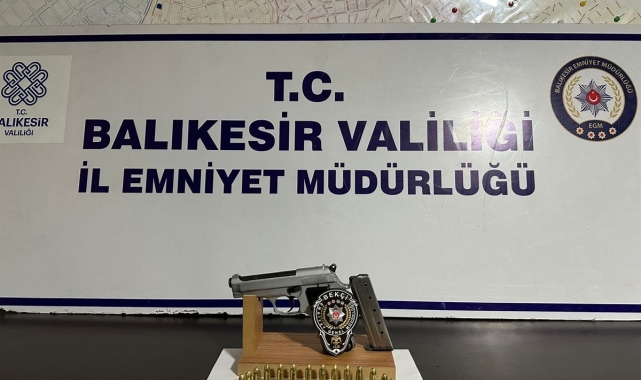 T.C.
BALIKESİR VALİLİĞİ
İL EMNİYET MÜDÜRLÜĞÜ
T.C.
BALIKESİR
VALİLİĞİ
BALIKESİR EMNİYET MÜDÜRLÜĞÜ
EGM
BEKÇİ